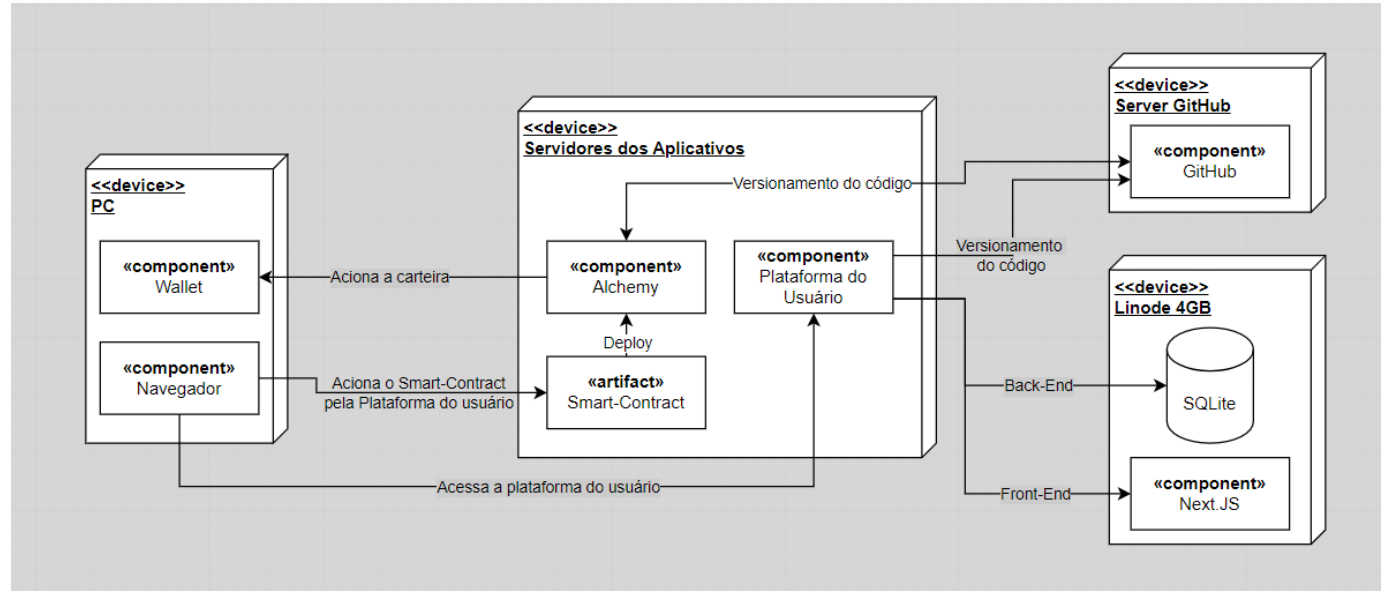 <<device>>
PC
«component»
Wallet
«component»
Navegador
Aciona a carteira
Aciona o Smart-Contract
pela Plataforma do usuário
Acessa a plataforma do usuário
<<device>>
Servidores dos Aplicativos
Versionamento do código
«component»
Alchemy
Deploy
«artifact»
Smart-Contract
«component»
Plataforma do
Usuário
Versionamento
do código
Back-End
Front-End
<<device>>
Server GitHub
«component»
GitHub
<<device>>
Linode 4GB
SQLite
«component»
Next.JS